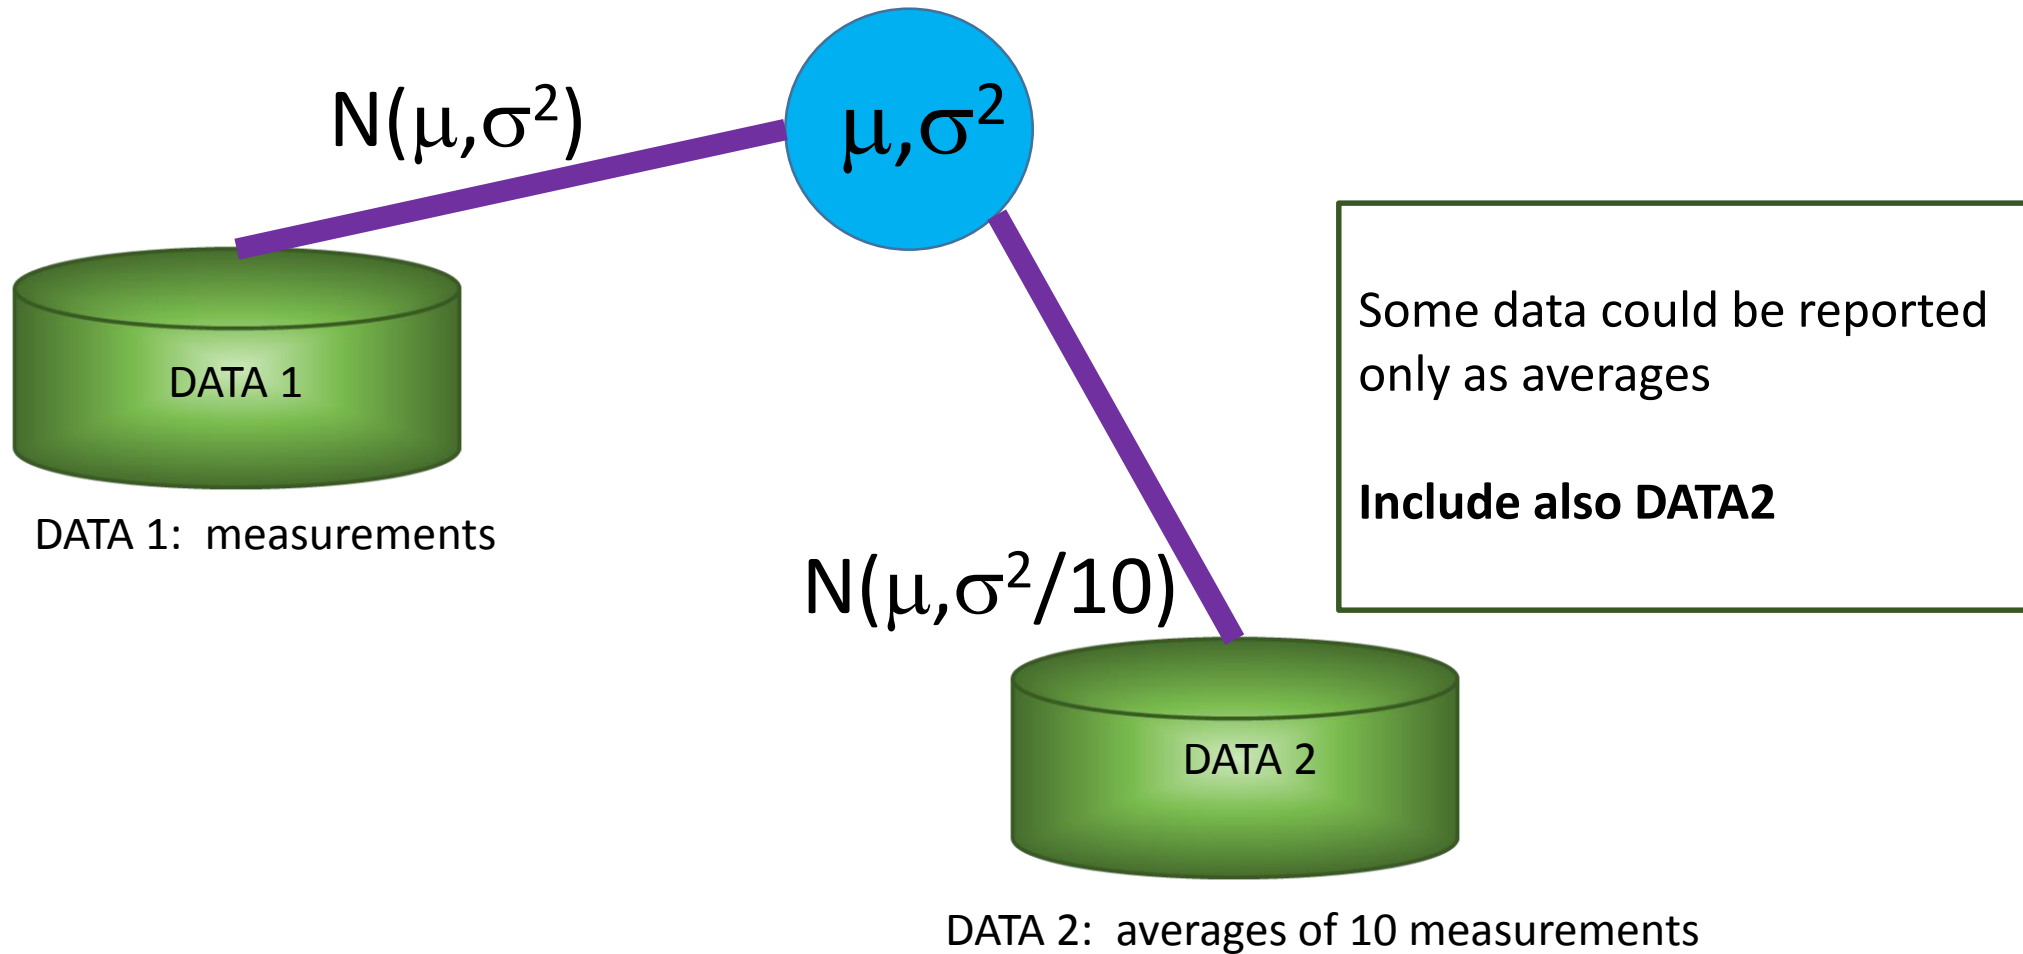 N(μ,σ²)
μ,σ²
DATA 1
DATA 1:  measurements
Some data could be reported
only as averages
Include also DATA2
N(μ,σ²/10)
DATA 2
DATA 2:  averages of 10 measurements